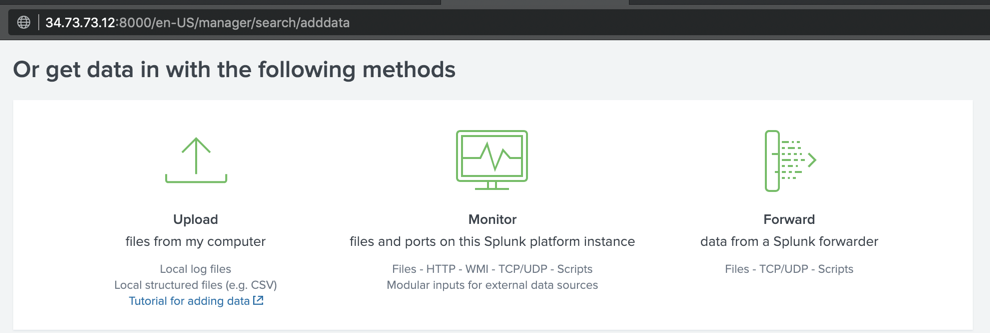 34.73.73.12:8000/en-US/manager/search/adddata
Or get data in with the following methods
Upload
files from my computer
Local log files
Local structured files (e.g. CSV)
Tutorial for adding data
Monitor
files and ports on this Splunk platform instance
Files - HTTP - WMI - TCP/UDP - Scripts
Modular inputs for external data sources
Forward
data from a Splunk forwarder
Files - TCP/UDP - Scripts